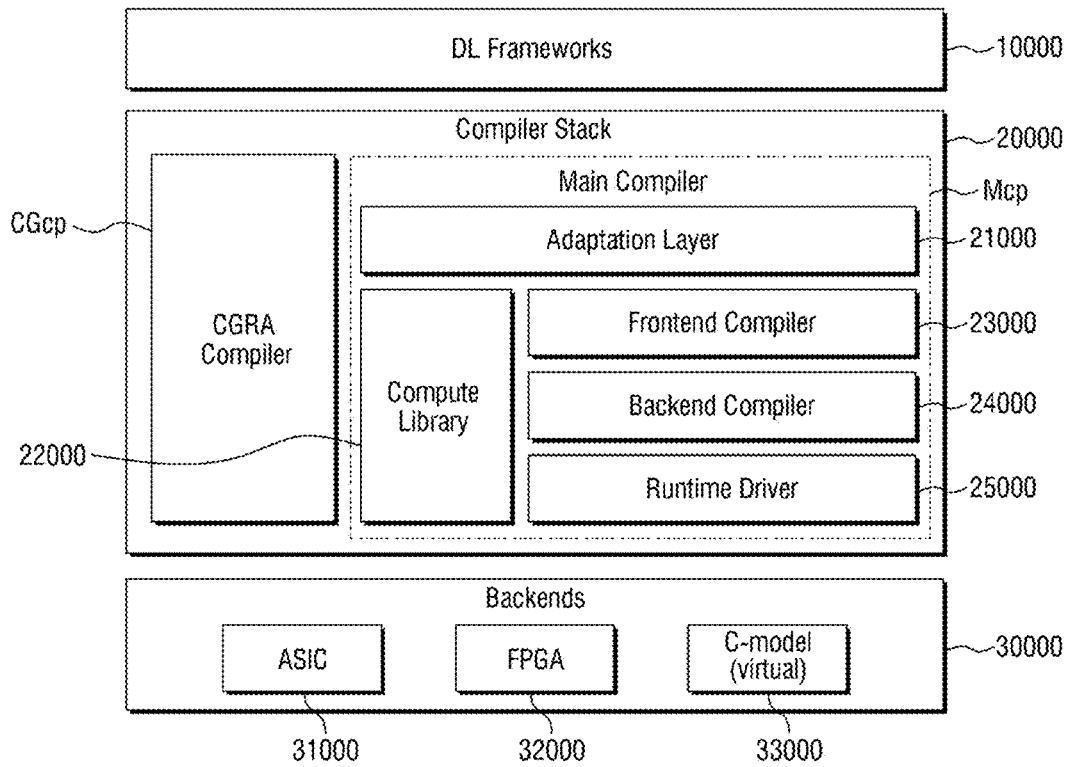 DL Frameworks
10000
Compiler Stack
20000
Main Compiler
Mcp
CGcp
Adaptation Layer
21000
CGRA
Compiler
Frontend Compiler
23000
Compute
Library
Backend Compiler
24000
22000
Runtime Driver
25000
Backends
30000
ASIC
FPGA
C-model
(virtual)
31000
32000
33000